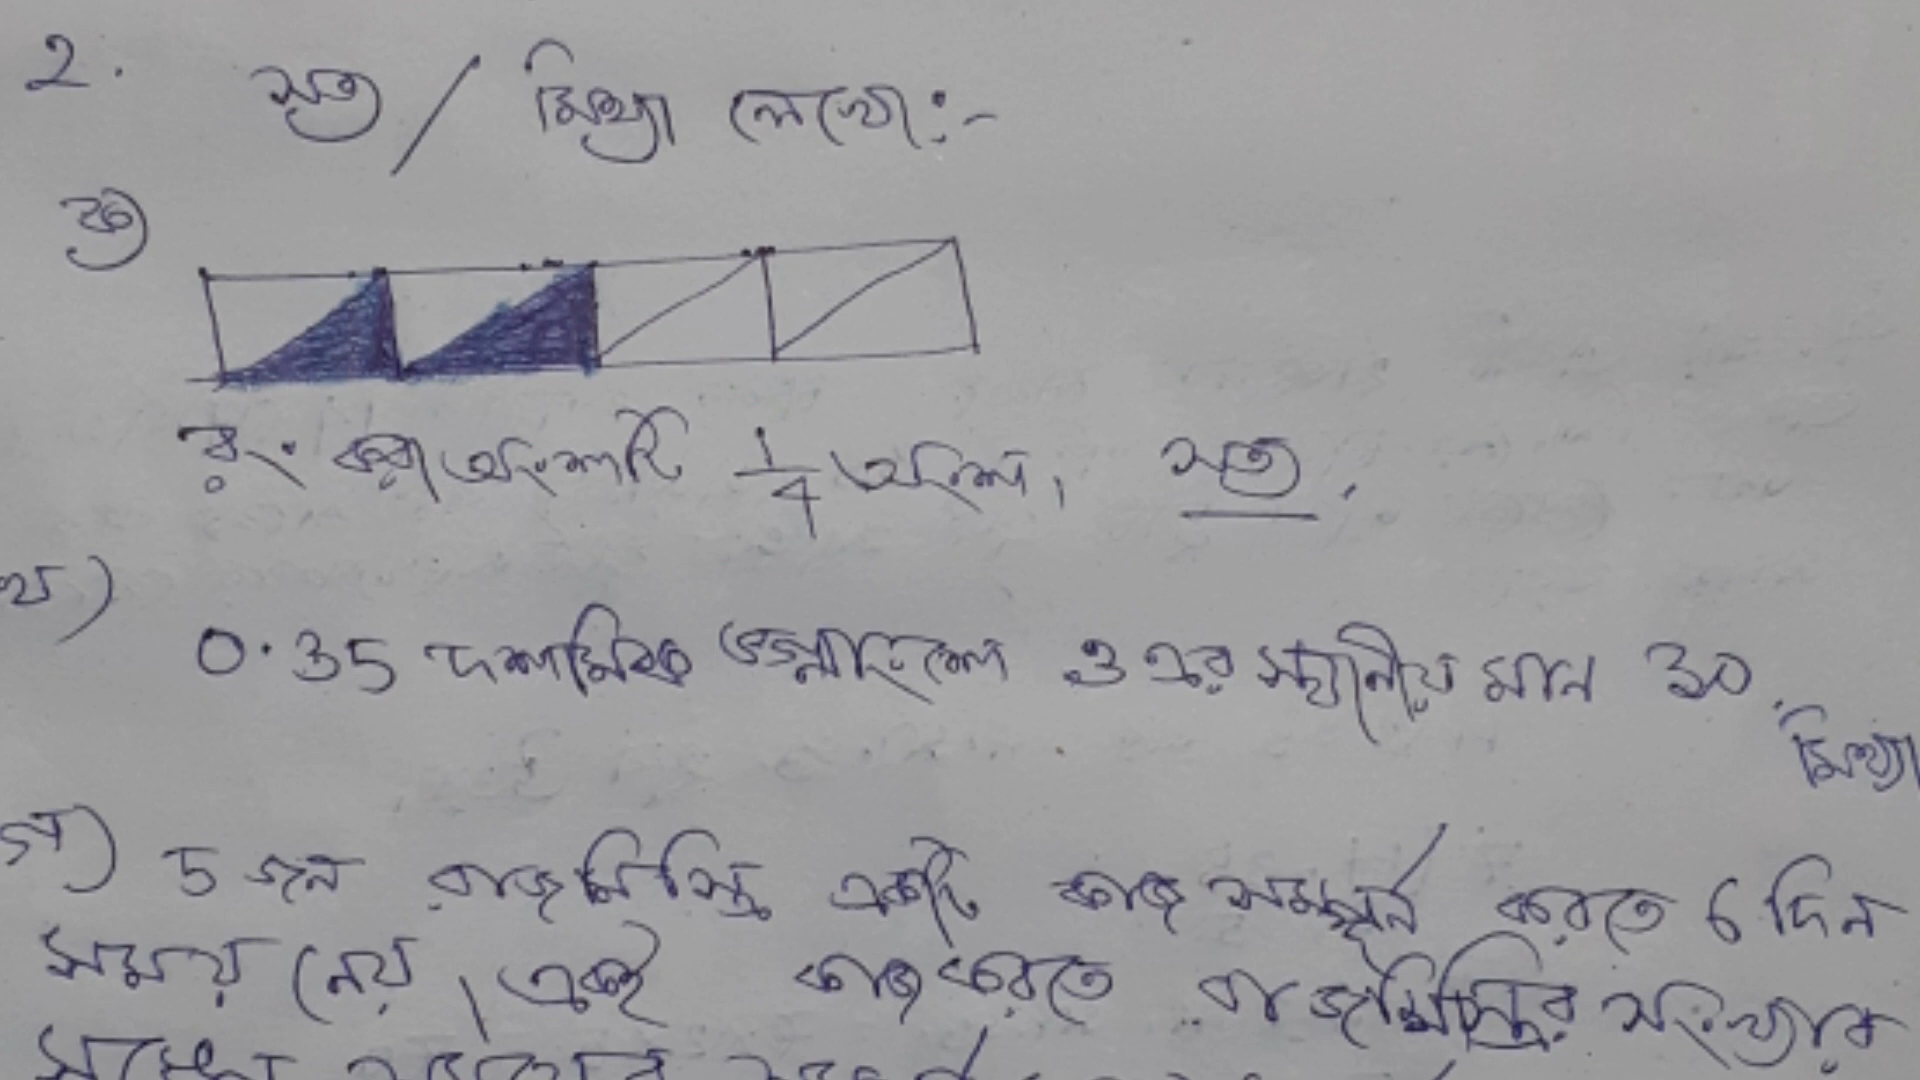 2. সত্য / মিথ্যা লেখো:-
ক)
রং করা অংশটি 1/4 অংশ। সত্য.
খ)
0.35 দশমিক ভগ্নাংশে 3 এর স্থানীয় মান 30.
মিথ্যা
গ) 5 জন রাজমিস্ত্রি একটি কাজ সম্পূর্ন করতে 6 দিন
সময় নেয়। একই কাজ করতে রাজমিস্ত্রির সংখ্যার